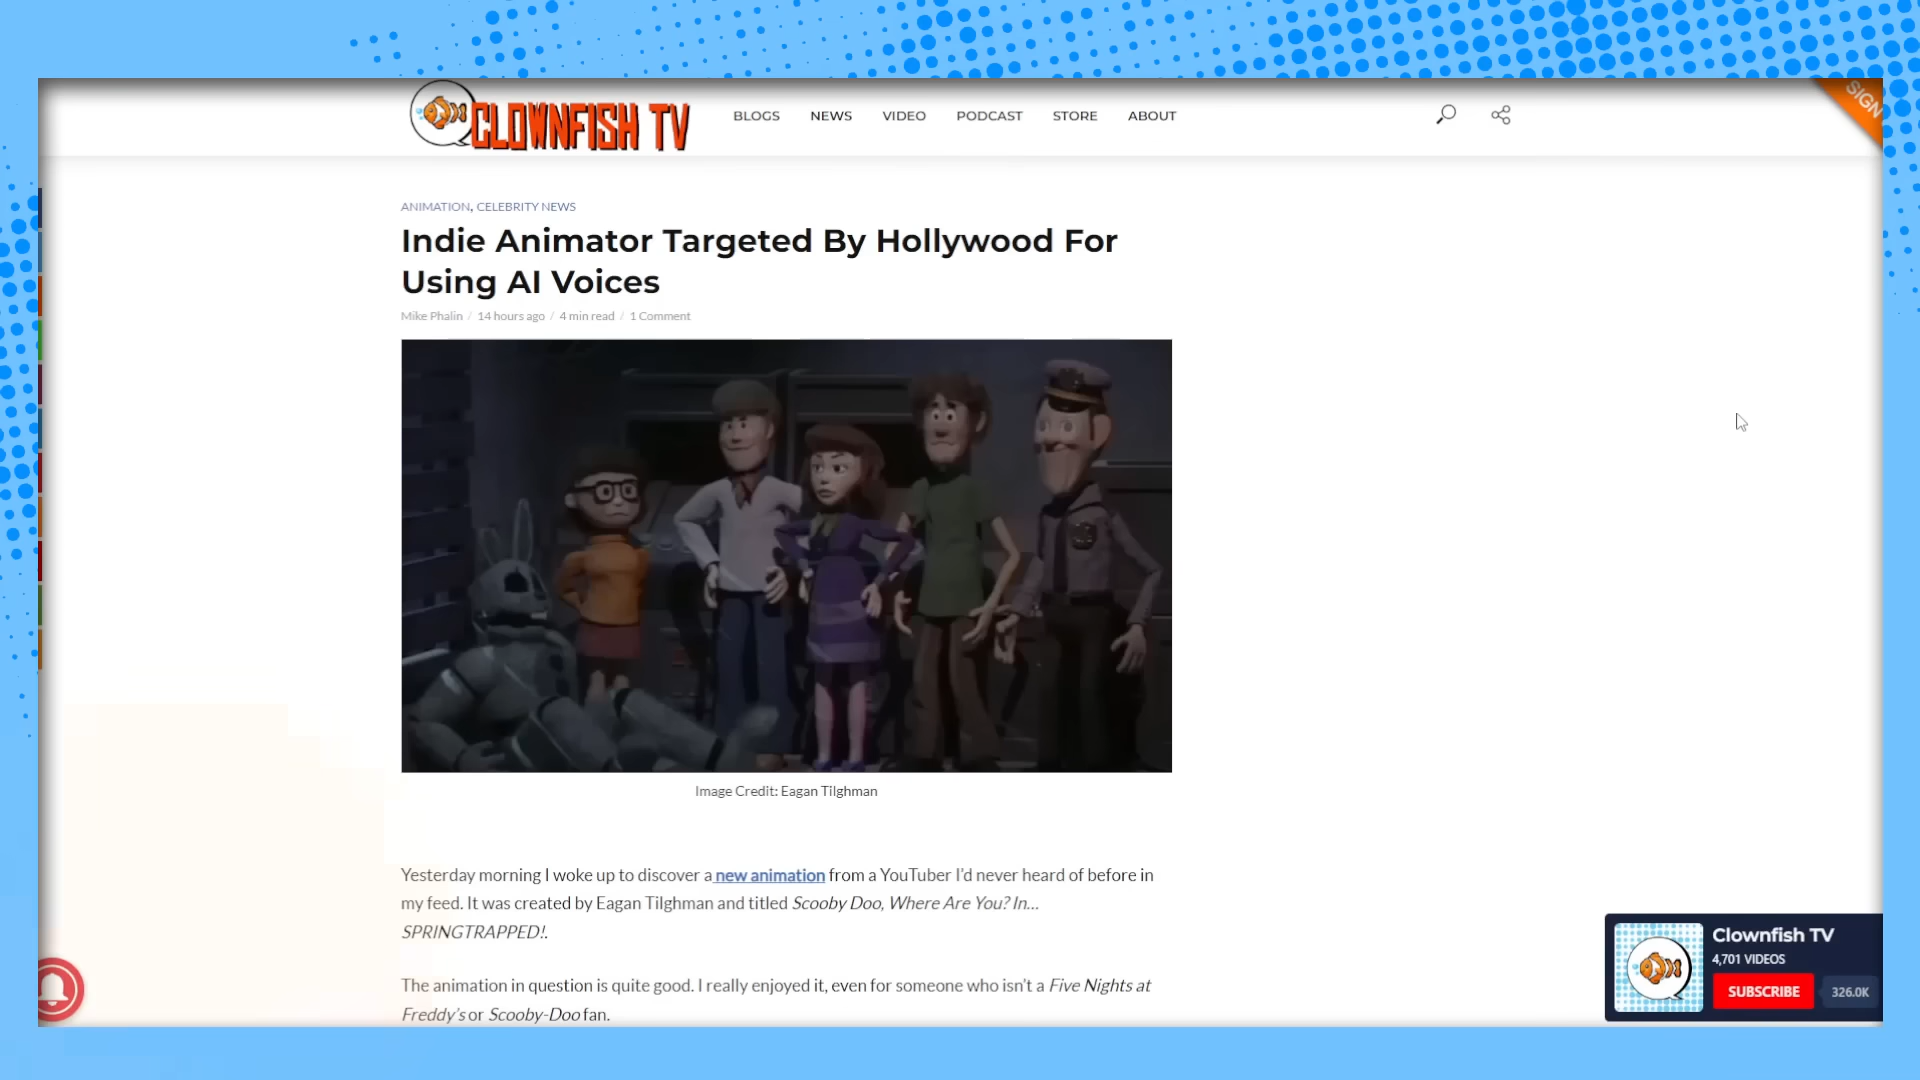 CLOWNFISH TV
BLOGS NEWS VIDEO PODCAST STORE ABOUT
SIGN
ANIMATION, CELEBRITY NEWS
Indie Animator Targeted By Hollywood For
Using AI Voices
Mike Phalin / 14 hours ago / 4 min read / 1 Comment
Image Credit: Eagan Tilghman
Yesterday morning I woke up to discover a new animation from a YouTuber I'd never heard of before in
my feed. It was created by Eagan Tilghman and titled Scooby Doo, Where Are You? In...
SPRINGTRAPPED!.
The animation in question is quite good. I really enjoyed it, even for someone who isn't a Five Nights at
Freddy's or Scooby-Doo fan.
Clownfish TV
4,701 VIDEOS
SUBSCRIBE 326.0K